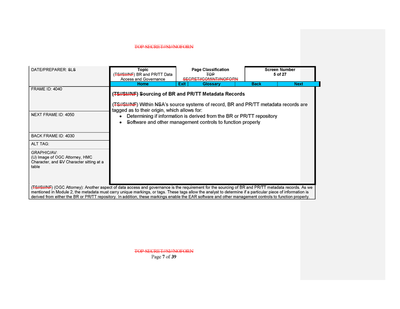 TOP SECRET//SI//NOFORN
DATE/PREPARER:
Topic
(TS//SI//NF) BR and PR/TT Data
Access and Governance
Page Classification
TOP
SECRET//COMINT//NOFORN
Screen Number
5 of 27
Home
Exit
Glossary
Back
Next
FRAME ID: 4040
(TS//SI//NF) Sourcing of BR and PR/TT Metadata Records
(TS//SI//NF) Within NSA's source systems of record, BR and PR/TT metadata records are
tagged as to their origin, which allows for:
• Determining if information is derived from the BR or PR/TT repository
• Software and other management controls to function properly
NEXT FRAME ID: 4050
BACK FRAME ID: 4030
ALT TAG:
GRAPHIC/AV:
(U) Image of OGC Attorney, HMC
Character, and SV Character sitting at a
table
(TS//SI//NF) (OGC Attorney) Another aspect of data access and governance is the requirement for the sourcing of BR and PR/TT metadata records. As we
mentioned in Module 2, the metadata must carry unique markings, or tags. These tags allow the analyst to determine if a particular piece of information is
derived from either the BR or PR/TT repository. In addition, these markings enable the EAR software and other management controls to function properly.
TOP SECRET//SI//NOFORN
Page 7 of 39